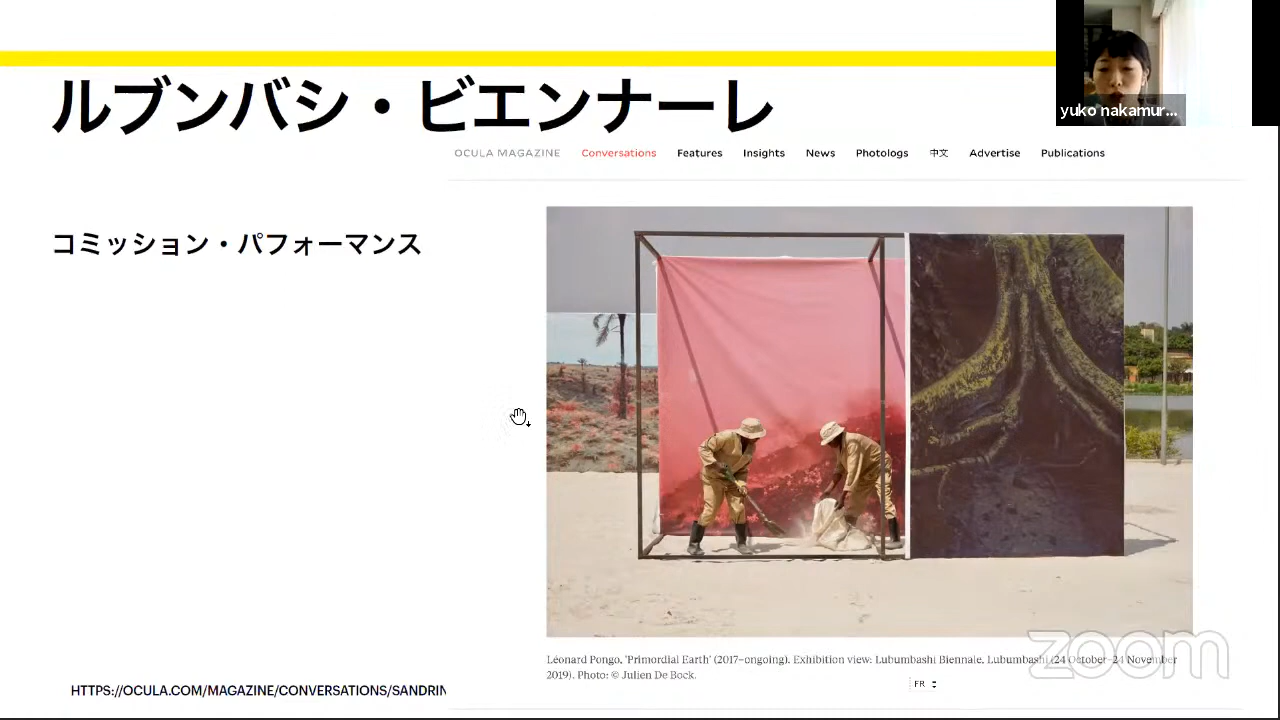 ルブンバシ・ビエンナーレ
yuko nakamur...
OCULA MAGAZINE Conversations Features Insights News Photologs 中文 Advertise Publications
コミッション・パフォーマンス
Léonard Pongo, 'Primordial Earth' (2017–ongoing). Exhibition view: Lubumbashi Biennale, Lubumbashi (24 October–24 November
2019). Photo: © Julien De Bock.
zoom
FR
HTTPS://OCULA.COM/MAGAZINE/CONVERSATIONS/SANDRIN